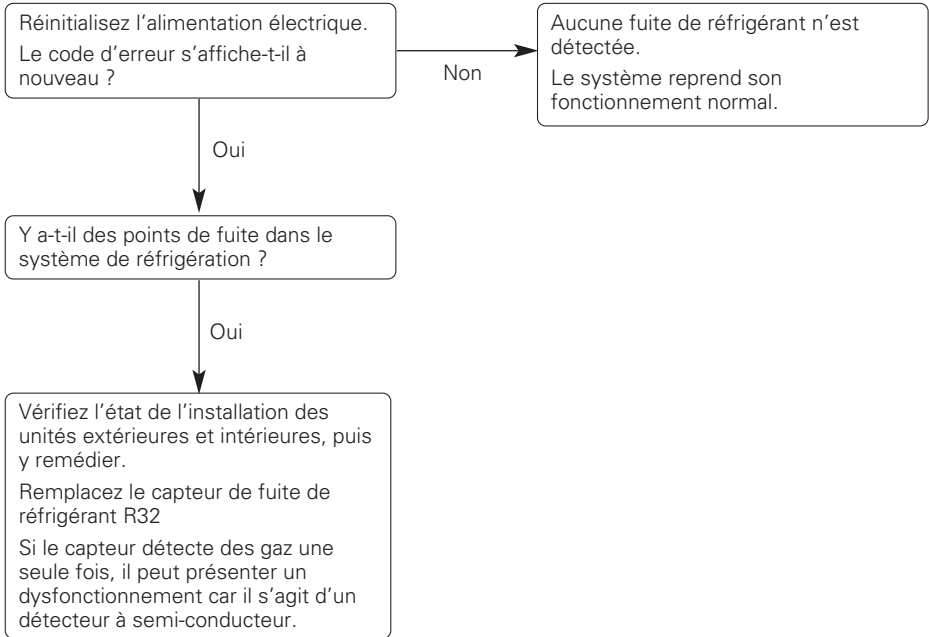 Réinitialisez l’alimentation électrique.
Le code d’erreur s’affiche-t-il à
nouveau ?
Non
Aucune fuite de réfrigérant n’est
détectée.
Le système reprend son
fonctionnement normal.
Oui
Y a-t-il des points de fuite dans le
système de réfrigération ?
Oui
Vérifiez l’état de l’installation des
unités extérieures et intérieures, puis
y remédier.
Remplacez le capteur de fuite de
réfrigérant R32
Si le capteur détecte des gaz une
seule fois, il peut présenter un
dysfonctionnement car il s’agit d’un
détecteur à semi-conducteur.